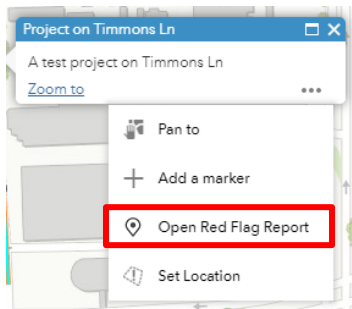 Project on Timmons Ln
A test project on Timmons Ln
Zoom to
Pan to
Add a marker
Open Red Flag Report
Set Location